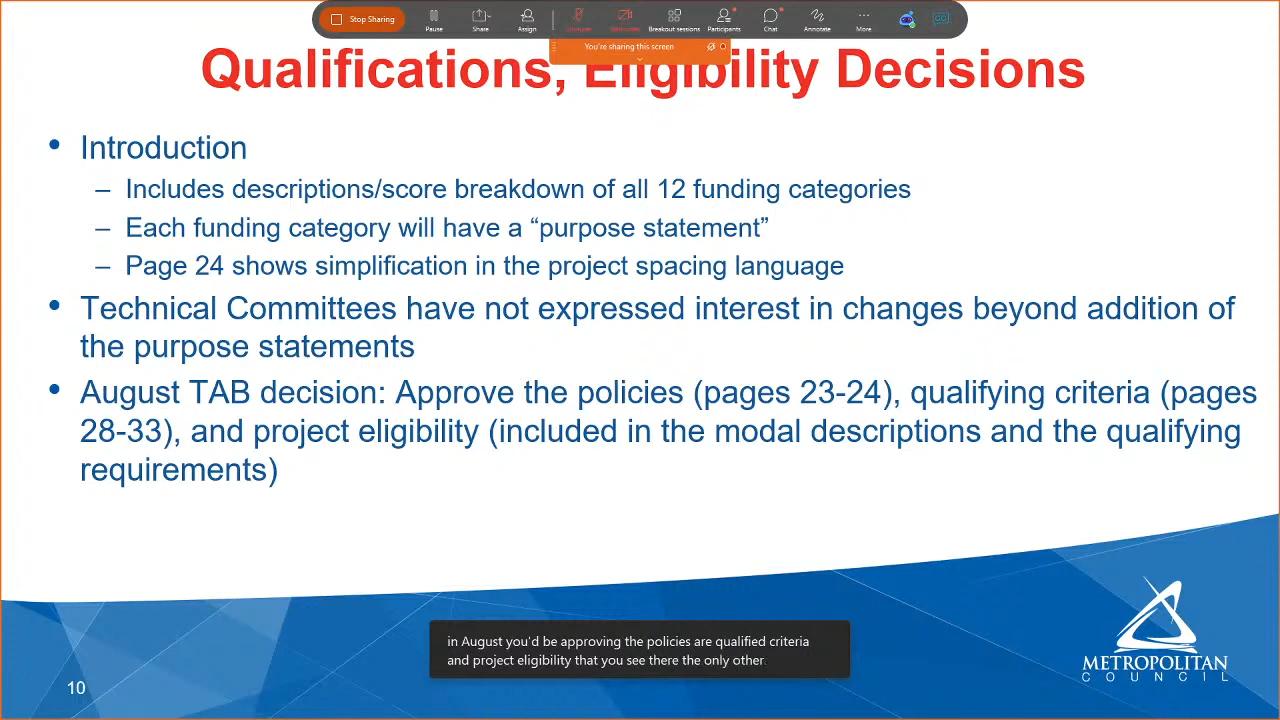 Stop Sharing
Pause
Share
Assign
Breakout sessions
Participants
Chat
Annotate
More
You're sharing this screen
Qualifications, Eligibility Decisions
• Introduction
– Includes descriptions/score breakdown of all 12 funding categories
– Each funding category will have a “purpose statement”
– Page 24 shows simplification in the project spacing language
• Technical Committees have not expressed interest in changes beyond addition of
the purpose statements
• August TAB decision: Approve the policies (pages 23-24), qualifying criteria (pages
28-33), and project eligibility (included in the modal descriptions and the qualifying
requirements)
in August you'd be approving the policies are qualified criteria
and project eligibility that you see there the only other
10
METROPOLITAN
COUNCIL